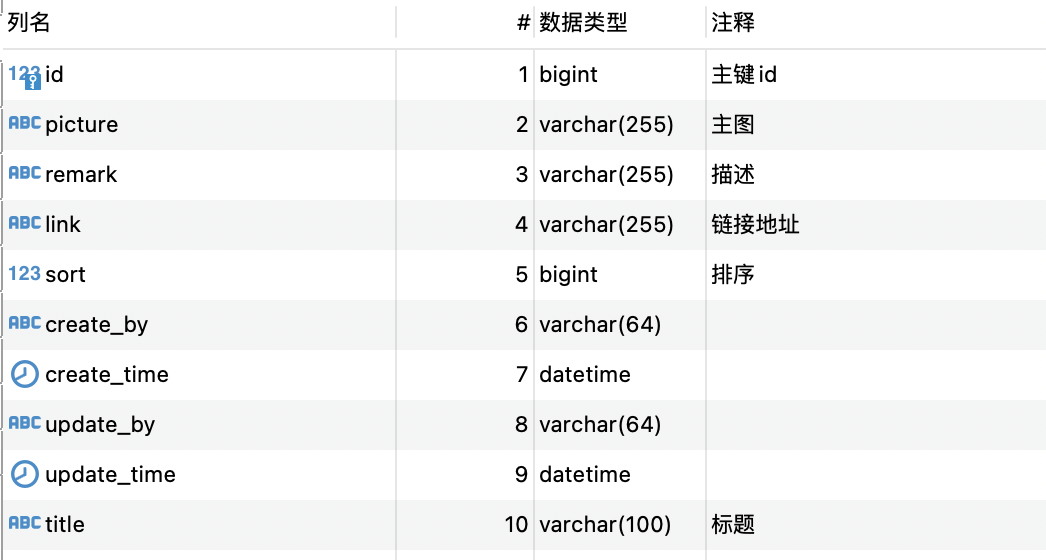 列名 # 数据类型 注释
123 id 1 bigint 主键id
ABC picture 2 varchar(255) 主图
ABC remark 3 varchar(255) 描述
ABC link 4 varchar(255) 链接地址
123 sort 5 bigint 排序
ABC create_by 6 varchar(64)
create_time 7 datetime
ABC update_by 8 varchar(64)
update_time 9 datetime
ABC title 10 varchar(100) 标题